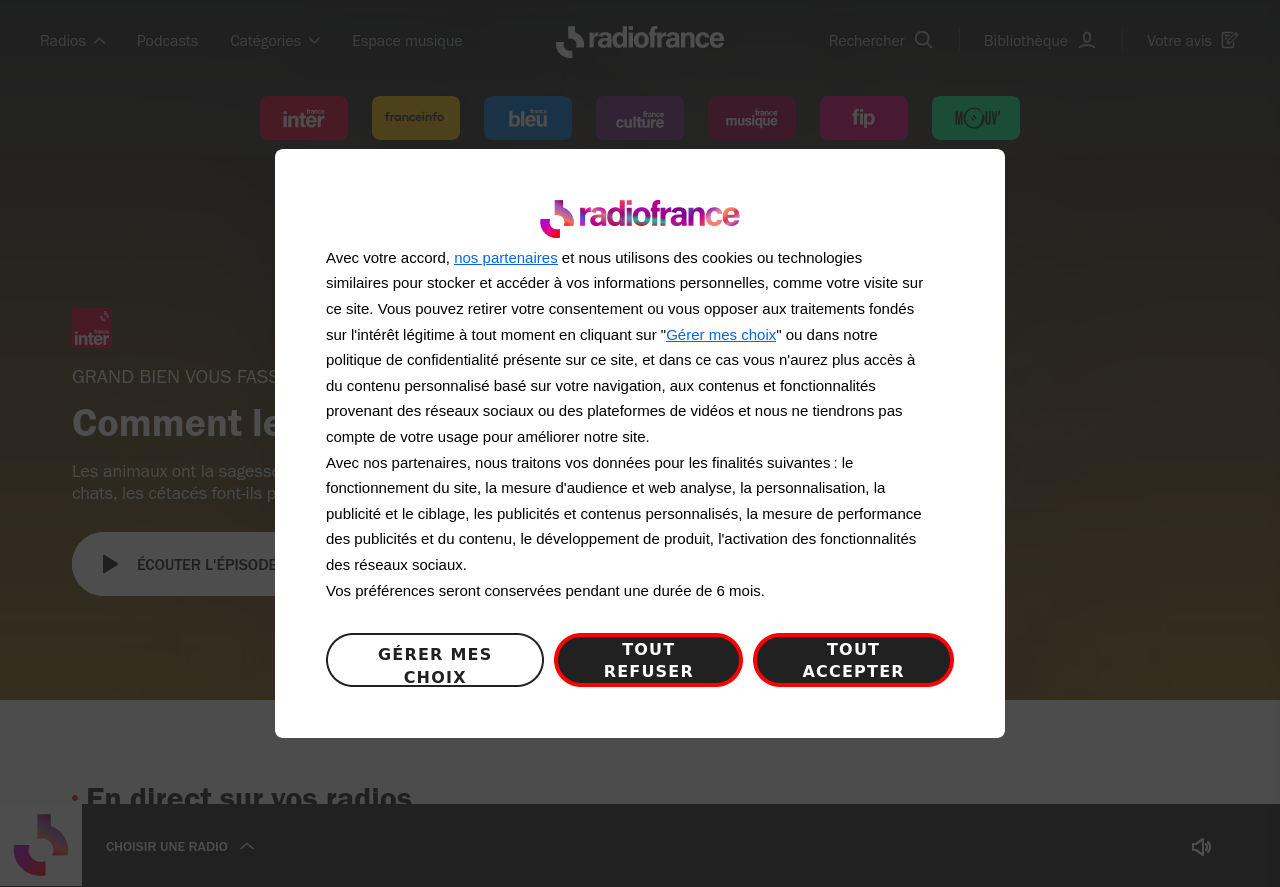 Radios Podcasts Catégories Espace musique radiofrance Rechercher Bibliothèque Votre avis
france inter franceinfo: france bleu france culture france musique fip MOUV'
radiofrance
Avec votre accord, nos partenaires et nous utilisons des cookies ou technologies
similaires pour stocker et accéder à vos informations personnelles, comme votre visite sur
ce site. Vous pouvez retirer votre consentement ou vous opposer aux traitements fondés
sur l'intérêt légitime à tout moment en cliquant sur "Gérer mes choix" ou dans notre
politique de confidentialité présente sur ce site, et dans ce cas vous n'aurez plus accès à
du contenu personnalisé basé sur votre navigation, aux contenus et fonctionnalités
provenant des réseaux sociaux ou des plateformes de vidéos et nous ne tiendrons pas
compte de votre usage pour améliorer notre site.
Avec nos partenaires, nous traitons vos données pour les finalités suivantes : le
fonctionnement du site, la mesure d'audience et web analyse, la personnalisation, la
publicité et le ciblage, les publicités et contenus personnalisés, la mesure de performance
des publicités et du contenu, le développement de produit, l'activation des fonctionnalités
des réseaux sociaux.
Vos préférences seront conservées pendant une durée de 6 mois.
GÉRER MES
CHOIX
TOUT
REFUSER
TOUT
ACCEPTER
france inter
GRAND BIEN VOUS FASS
Comment le
Les animaux ont la sagesse
chats, les cétacés font-ils p
ÉCOUTER L'ÉPISODE
En direct sur vos radios
CHOISIR UNE RADIO